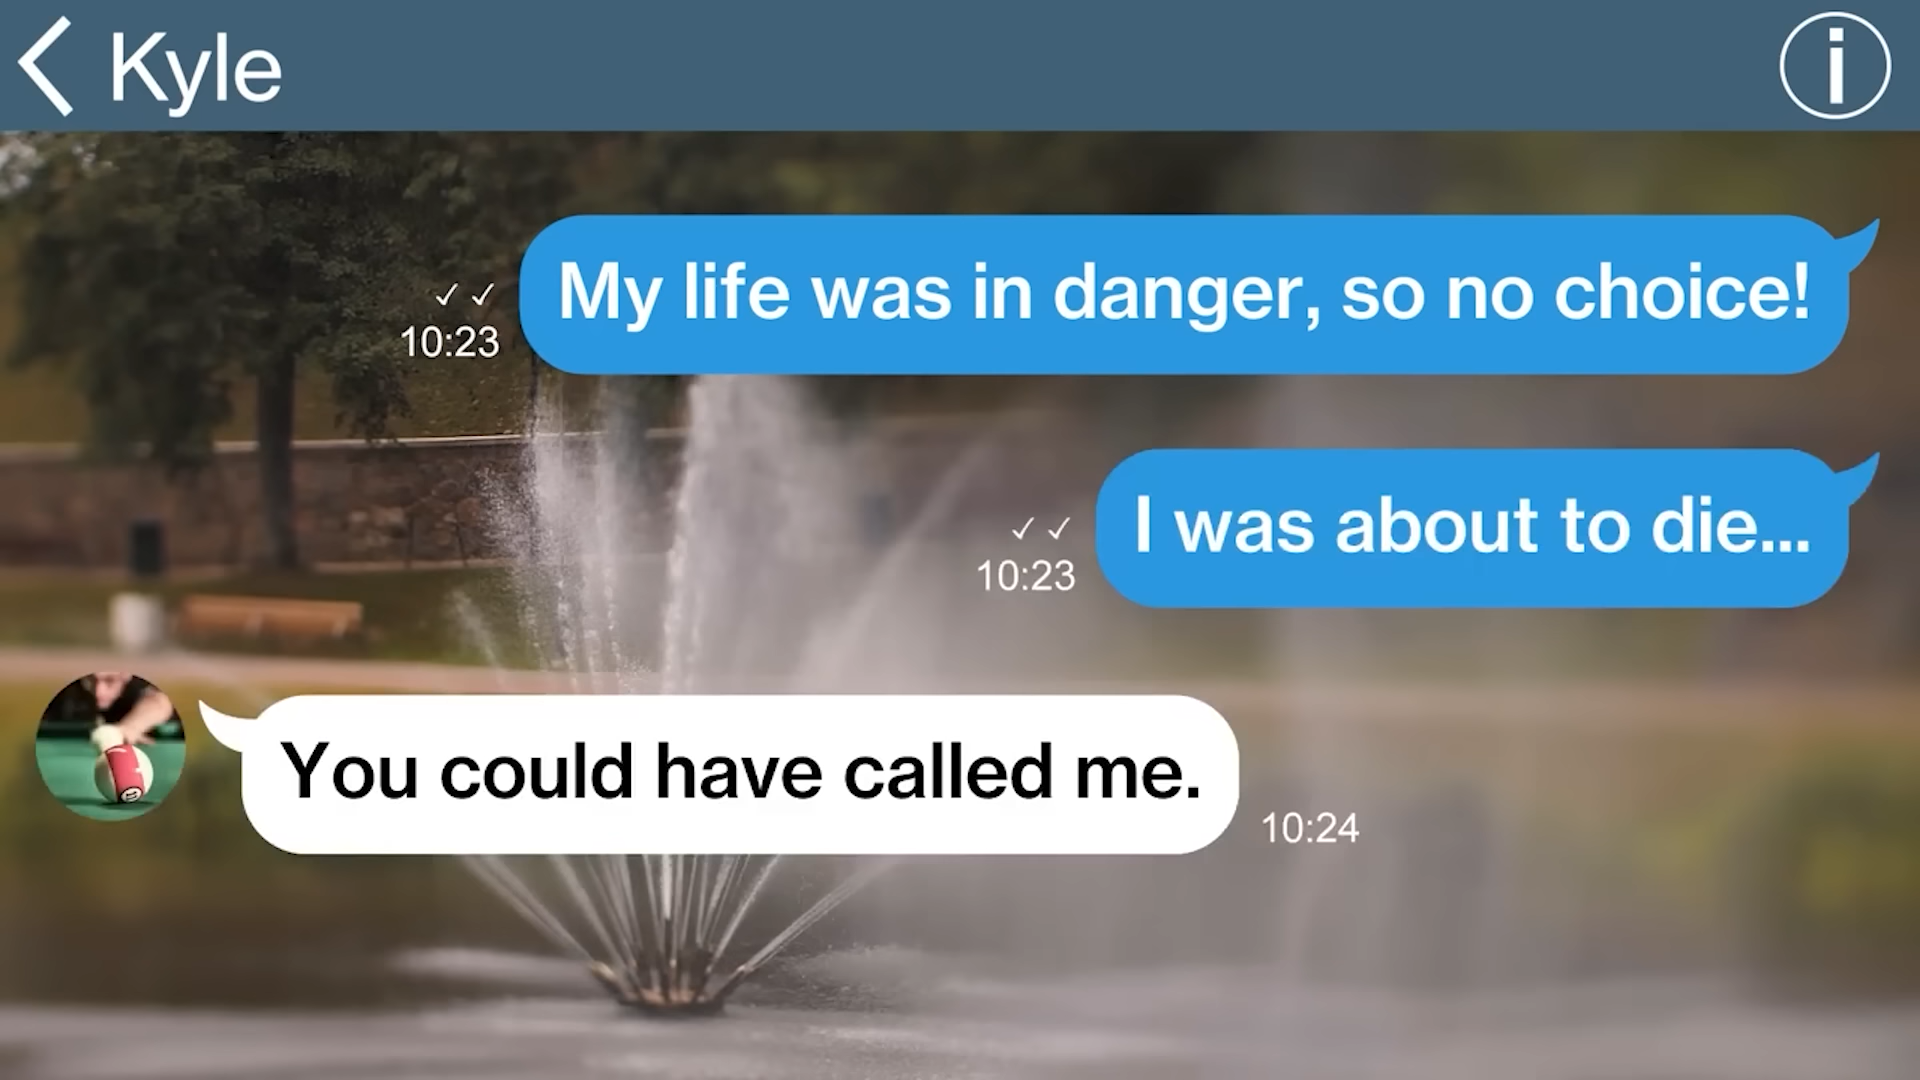 Kyle
My life was in danger, so no choice!
10:23
I was about to die...
10:23
You could have called me.
10:24